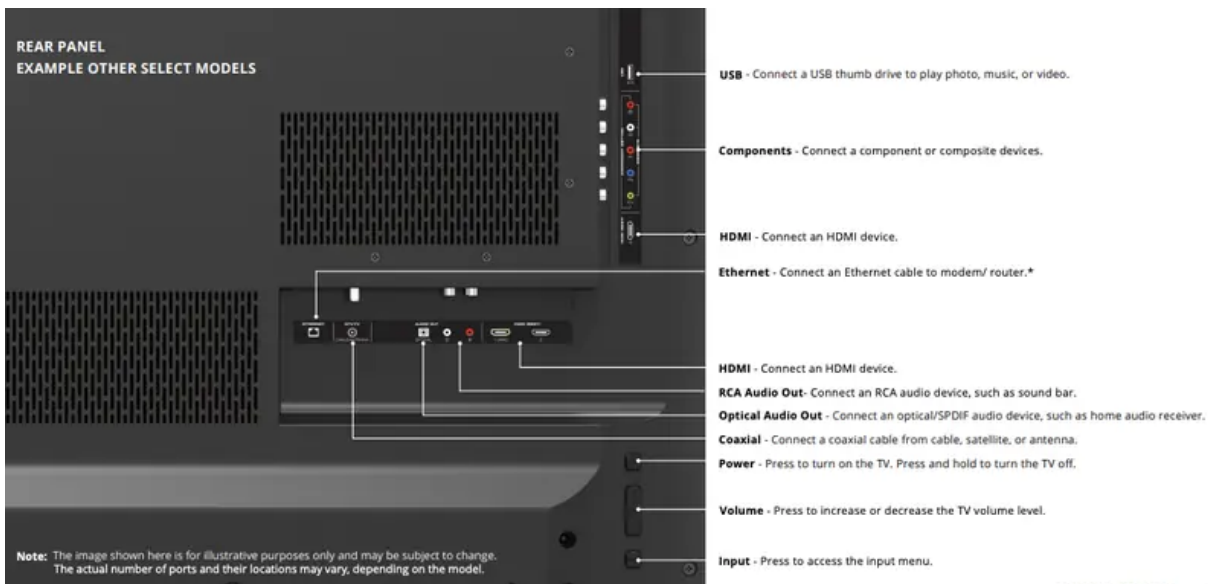 REAR PANEL
EXAMPLE OTHER SELECT MODELS
USB - Connect a USB thumb drive to play photo, music, or video.
Components - Connect a component or composite devices.
HDMI - Connect an HDMI device.
Ethernet - Connect an Ethernet cable to modem/ router.*
ETHERNET
AUDIO OUT
HDMI - Connect an HDMI device.
RCA Audio Out- Connect an RCA audio device, such as sound bar.
Optical Audio Out - Connect an optical/SPDIF audio device, such as home audio receiver.
Coaxial - Connect a coaxial cable from cable, satellite, or antenna.
Power - Press to turn on the TV. Press and hold to turn the TV off.
Volume - Press to increase or decrease the TV volume level.
Input - Press to access the input menu.
Note: The image shown here is for illustrative purposes only and may be subject to change.
The actual number of ports and their locations may vary, depending on the model.